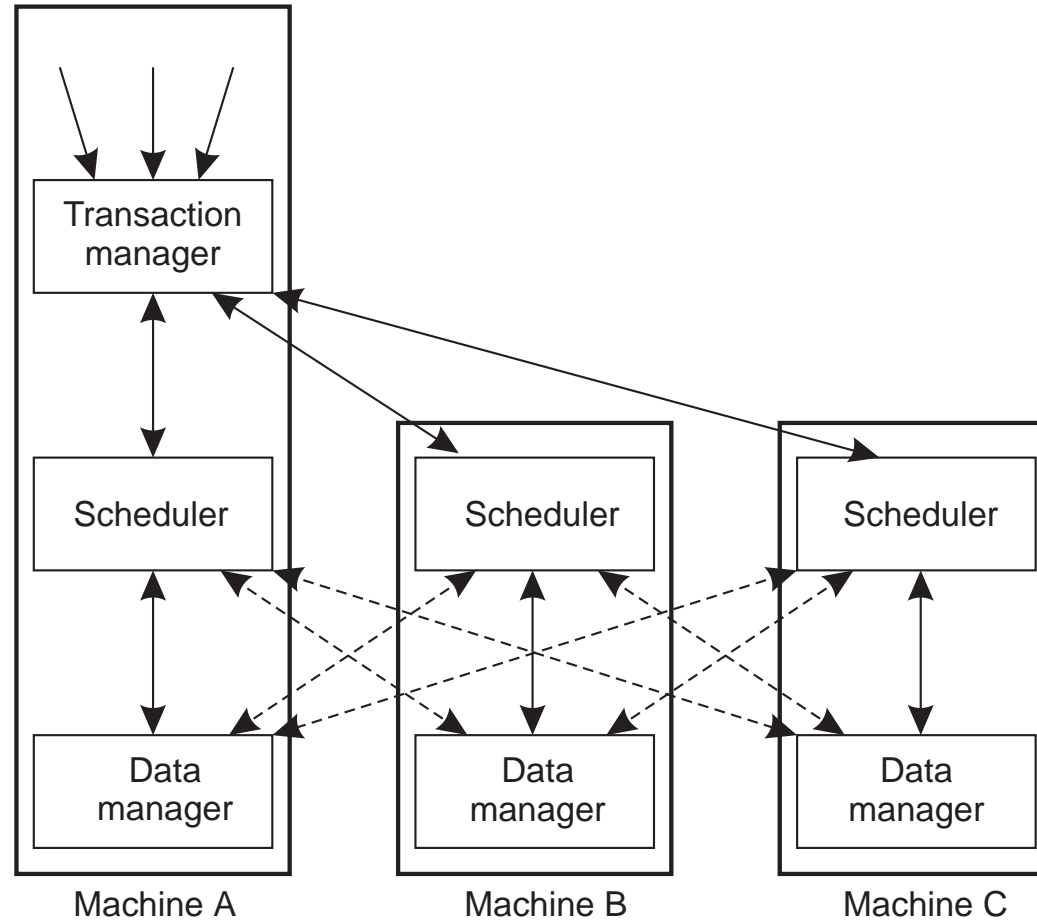 Transaction
manager
Scheduler
Scheduler
Scheduler
Data
manager
Data
manager
Data
manager
Machine A
Machine B
Machine C